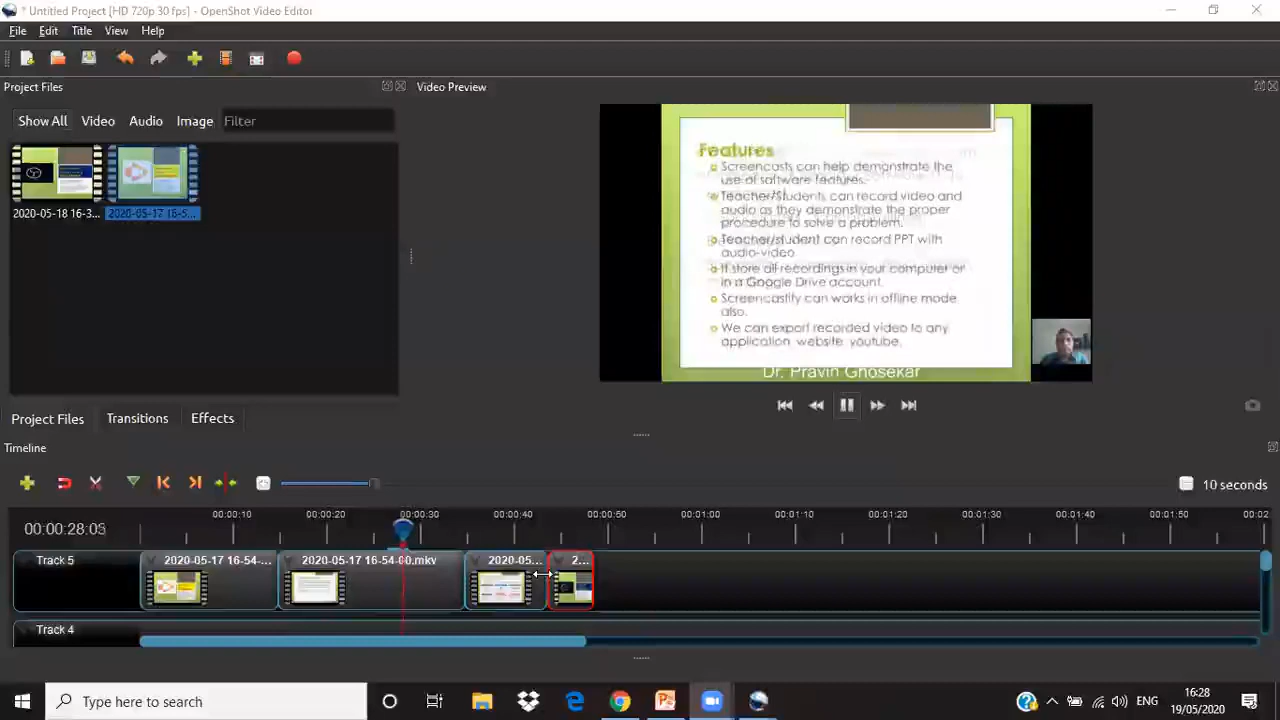 * Untitled Project [HD 720p 30 fps] - OpenShot Video Editor
File Edit Title View Help
Project Files
Video Preview
Show All Video Audio Image Filter
2020-05-18 16-3... 2020-05-17 16-5...
Features
Screencasts can help demonstrate the
use of software features.
Teacher/Students can record video and
audio as they demonstrate the proper
procedure to solve a problem.
Teacher/student can record PPT with
audio-video
It store all recordings in your computer or
in a Google Drive account.
Screencastify can works in offline mode
also.
We can export recorded video to any
application website youtube.
Dr. Pravin Ghosekar
Project Files Transitions Effects
Timeline
10 seconds
00:00:28:05
00:00:10 00:00:20 00:00:30 00:00:40 00:00:50 00:01:00 00:01:10 00:01:20 00:01:30 00:01:40 00:01:50 00:02
Track 5 2020-05-17 16-54-... 2020-05-17 16-54-00.mkv 2020-05... 2...
Track 4
Type here to search
ENG
16:28
19/05/2020